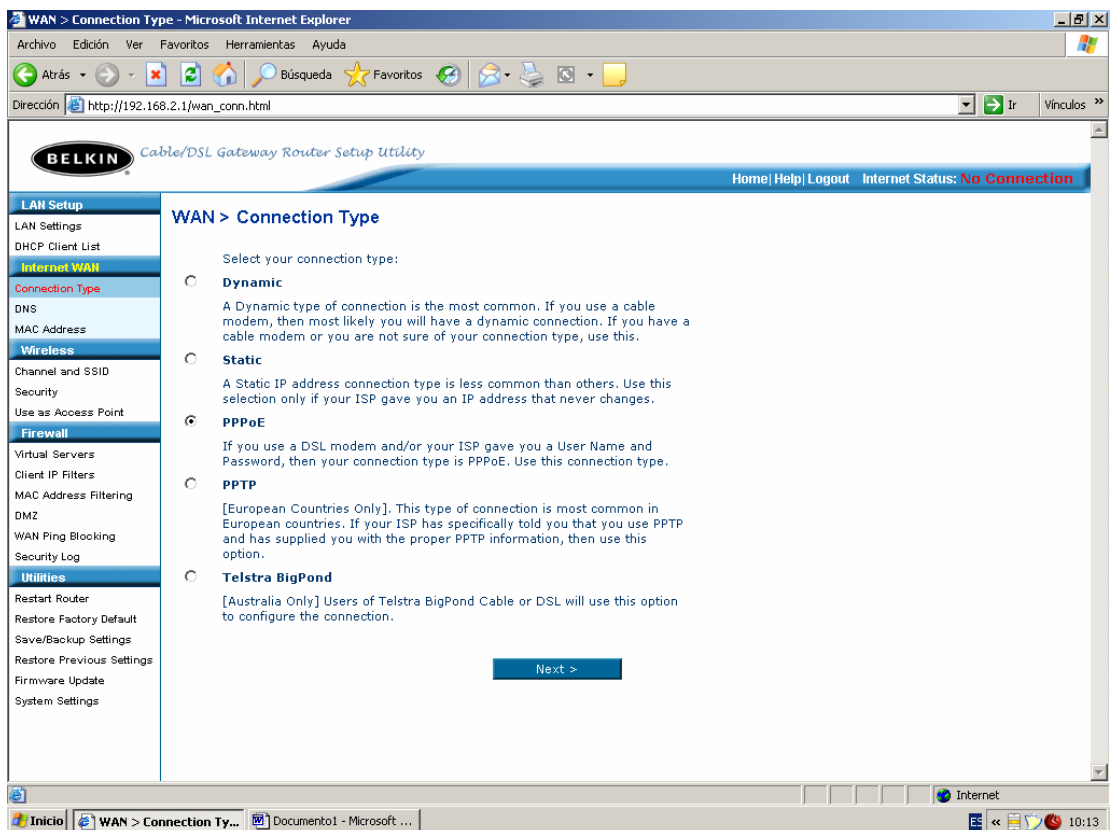 WAN > Connection Type - Microsoft Internet Explorer
Archivo Edición Ver Favoritos Herramientas Ayuda
Atrás Búsqueda Favoritos
Dirección http://192.168.2.1/wan_conn.html Ir Vínculos »
BELKIN Cable/DSL Gateway Router Setup Utility
Home| Help| Logout Internet Status: No Connection
LAN Setup
LAN Settings
DHCP Client List
Internet WAN
Connection Type
DNS
MAC Address
Wireless
Channel and SSID
Security
Use as Access Point
Firewall
Virtual Servers
Client IP Filters
MAC Address Filtering
DMZ
WAN Ping Blocking
Security Log
Utilities
Restart Router
Restore Factory Default
Save/Backup Settings
Restore Previous Settings
Firmware Update
System Settings
WAN > Connection Type
Select your connection type:
Dynamic
A Dynamic type of connection is the most common. If you use a cable
modem, then most likely you will have a dynamic connection. If you have a
cable modem or you are not sure of your connection type, use this.
Static
A Static IP address connection type is less common than others. Use this
selection only if your ISP gave you an IP address that never changes.
PPPoE
If you use a DSL modem and/or your ISP gave you a User Name and
Password, then your connection type is PPPoE. Use this connection type.
PPTP
[European Countries Only]. This type of connection is most common in
European countries. If your ISP has specifically told you that you use PPTP
and has supplied you with the proper PPTP information, then use this
option.
Telstra BigPond
[Australia Only] Users of Telstra BigPond Cable or DSL will use this option
to configure the connection.
Next >
Internet
Inicio WAN > Connection Ty... Documento1 - Microsoft ... ES « 10:13